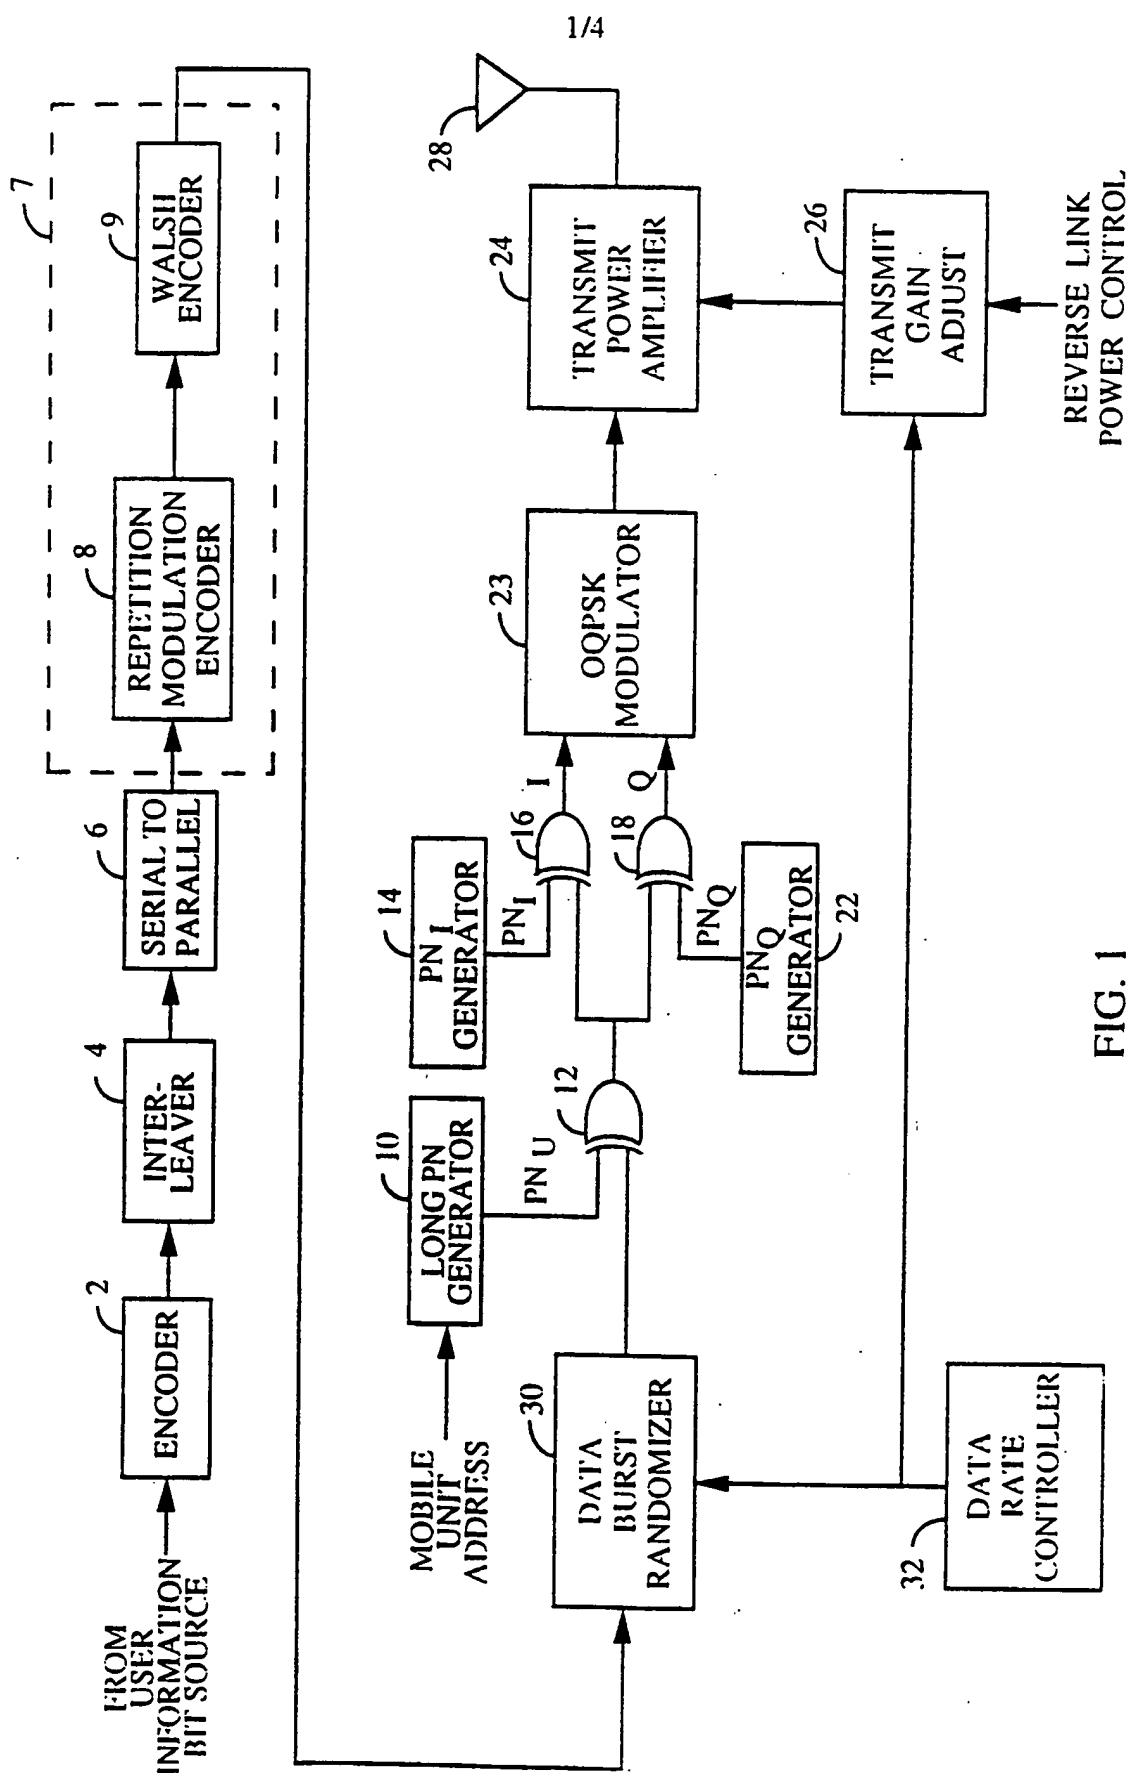 1/4
7
2
4
6
8
9
FROM
USER
INFORMATION
BIT SOURCE
ENCODER
INTER-
LEAVER
SERIAL TO
PARALLEL
REPETITION
MODULATION
ENCODER
WALSH
ENCODER
MOBILE
UNIT
ADDRESS
10
LONG PN
GENERATOR
PN U
14
PN I
GENERATOR
PN I
12
16
18
I
Q
PN Q
PN Q
GENERATOR
22
30
DATA
BURST
RANDOMIZER
23
OQPSK
MODULATOR
24
TRANSMIT
POWER
AMPLIFIER
28
32
DATA
RATE
CONTROLLER
26
TRANSMIT
GAIN
ADJUST
REVERSE LINK
POWER CONTROL
FIG. 1